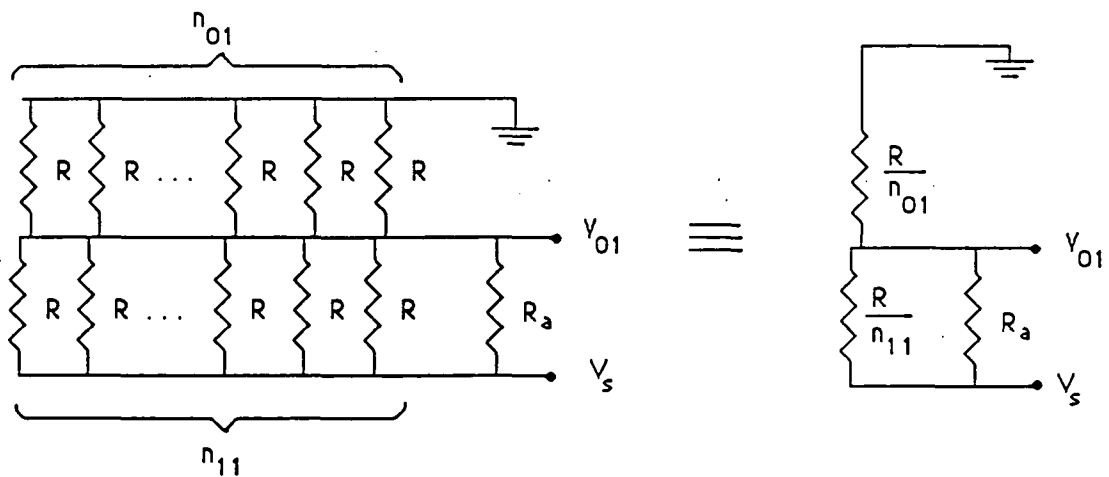 n01
R R ... R R R
V01
R R ... R R R Ra
Vs
n11
≡
R
n01
V01
R
n11
Ra
Vs